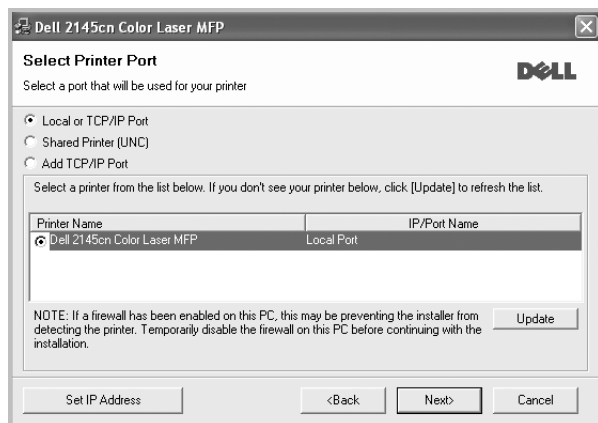 Dell 2145cn Color Laser MFP
Select Printer Port
Select a port that will be used for your printer
DELL
Local or TCP/IP Port
Shared Printer (UNC)
Add TCP/IP Port
Select a printer from the list below. If you don't see your printer below, click [Update] to refresh the list.
Printer Name IP/Port Name
Dell 2145cn Color Laser MFP Local Port
NOTE: If a firewall has been enabled on this PC, this may be preventing the installer from
detecting the printer. Temporarily disable the firewall on this PC before continuing with the
installation.
Update
Set IP Address <Back Next> Cancel